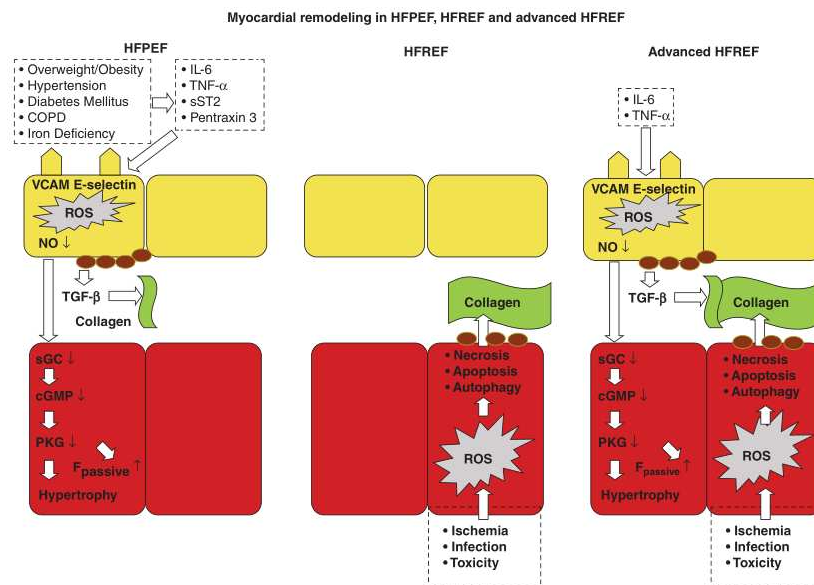 Myocardial remodeling in HFPEF, HFREF and advanced HFREF
HFPEF
• Overweight/Obesity
• Hypertension
• Diabetes Mellitus
• COPD
• Iron Deficiency
• IL-6
• TNF-α
• sST2
• Pentraxin 3
VCAM E-selectin
ROS
NO ↓
TGF-β
Collagen
sGC ↓
cGMP ↓
PKG ↓
Fpassive ↑
Hypertrophy
HFREF
Collagen
• Necrosis
• Apoptosis
• Autophagy
ROS
• Ischemia
• Infection
• Toxicity
Advanced HFREF
• IL-6
• TNF-α
VCAM E-selectin
ROS
NO ↓
TGF-β
Collagen
sGC ↓
cGMP ↓
PKG ↓
Fpassive ↑
Hypertrophy
• Necrosis
• Apoptosis
• Autophagy
ROS
• Ischemia
• Infection
• Toxicity